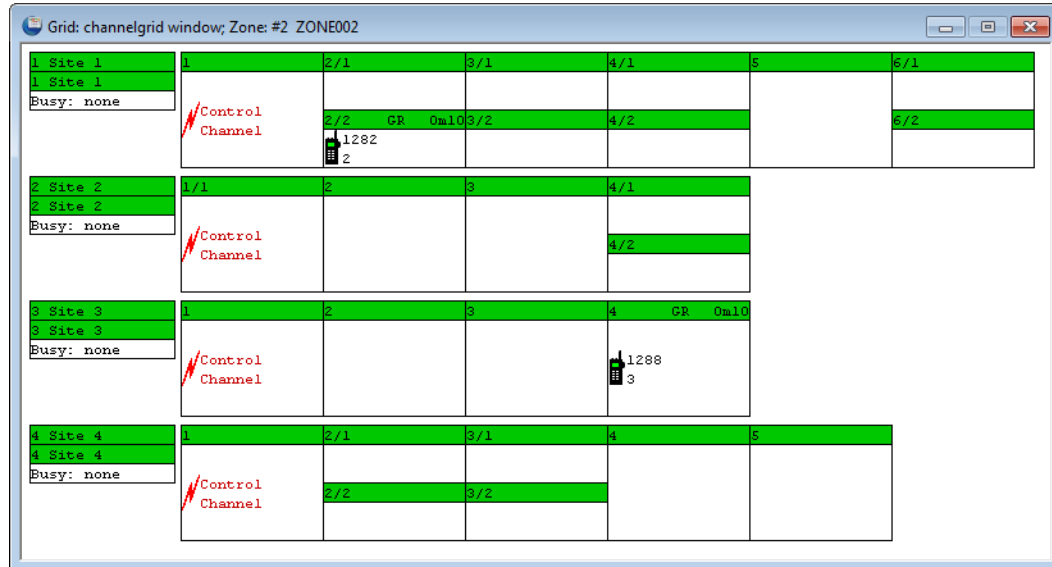 Grid: channelgrid window; Zone: #2 ZONE002
1 Site 1 1 2/1 3/1 4/1 5 6/1
1 Site 1
Busy: none
Control
Channel
2/2 GR 0m10 3/2 4/2 6/2
1282
2
2 Site 2 1/1 2 3 4/1
2 Site 2
Busy: none
Control
Channel
4/2
3 Site 3 1 2 3 4 GR 0m10
3 Site 3
Busy: none
Control
Channel
1288
3
4 Site 4 1 2/1 3/1 4 5
4 Site 4
Busy: none
Control
Channel
2/2 3/2